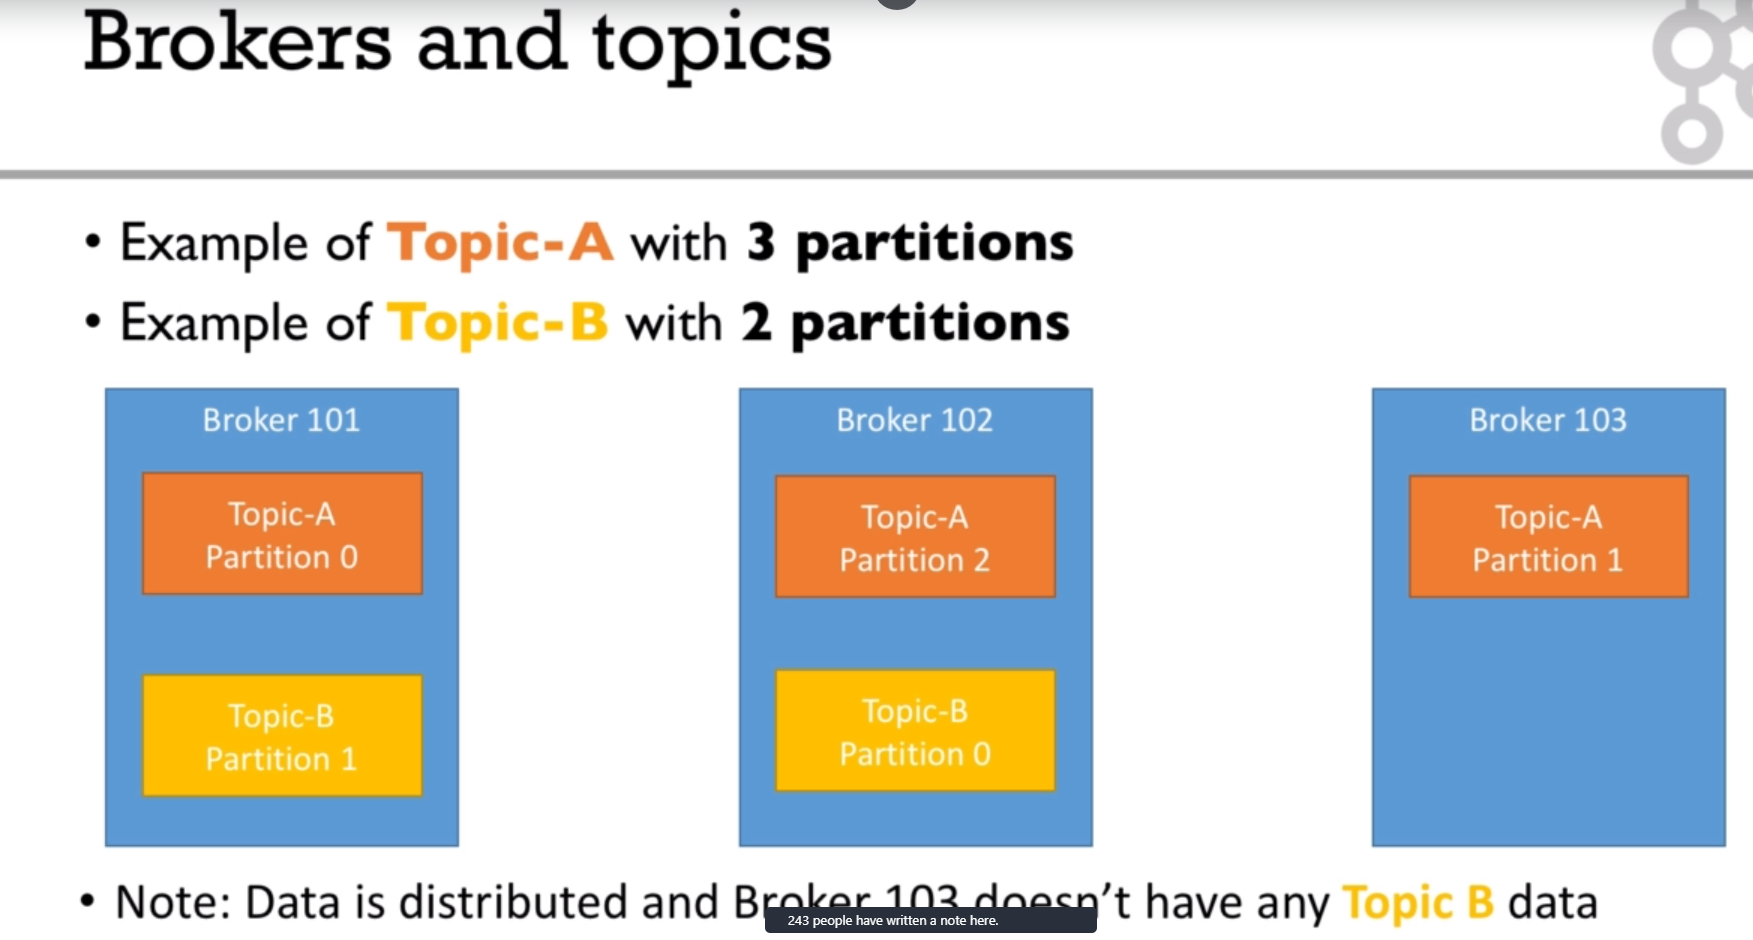 Brokers and topics
• Example of Topic-A with 3 partitions
• Example of Topic-B with 2 partitions
Broker 101
Topic-A
Partition 0
Topic-B
Partition 1
Broker 102
Topic-A
Partition 2
Topic-B
Partition 0
Broker 103
Topic-A
Partition 1
• Note: Data is distributed and Broker 103 doesn't have any Topic B data
243 people have written a note here.